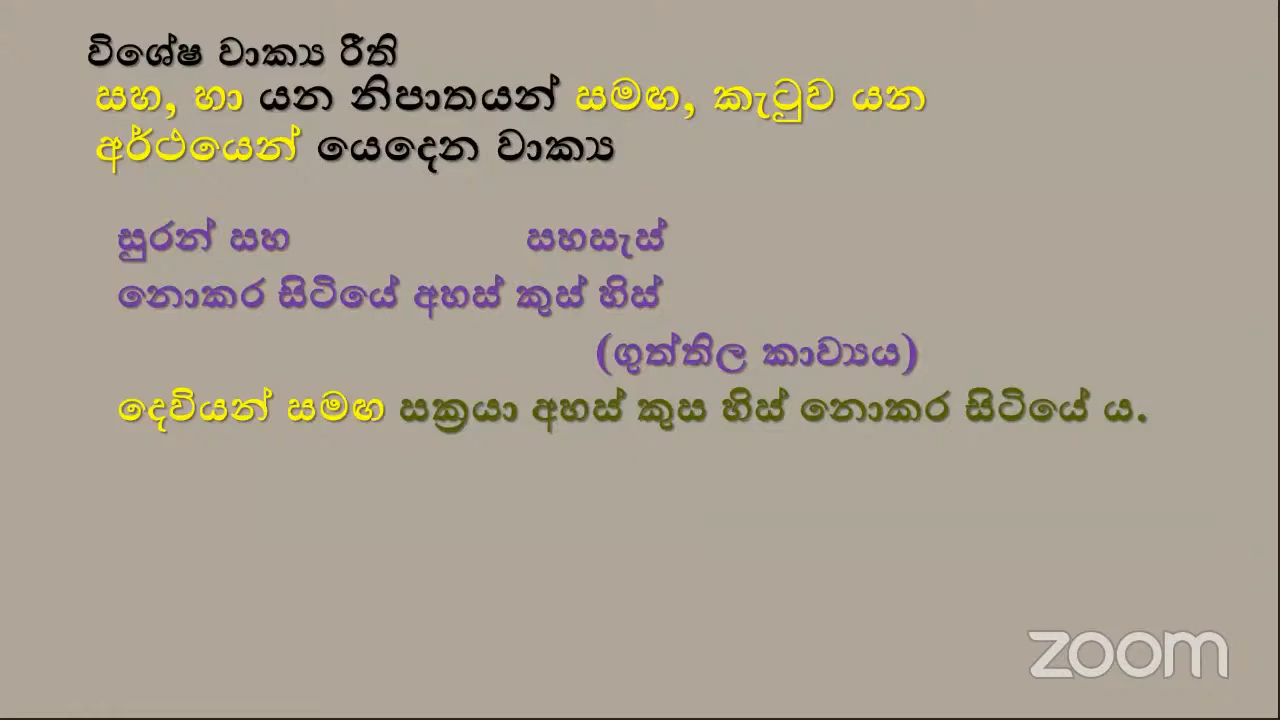 විශේෂ වාක්‍ය රීති
සහ, හා යන නිපාතයන් සමඟ, කැටුව යන
අර්ථයෙන් යෙදෙන වාක්‍ය
සුරන් සහ සහසැස්
නොකර සිටියේ අහස් කුස් හිස්
(ගුත්තිල කාව්‍යය)
දෙවියන් සමඟ සක්‍රයා අහස් කුස හිස් නොකර සිටියේ ය.
zoom